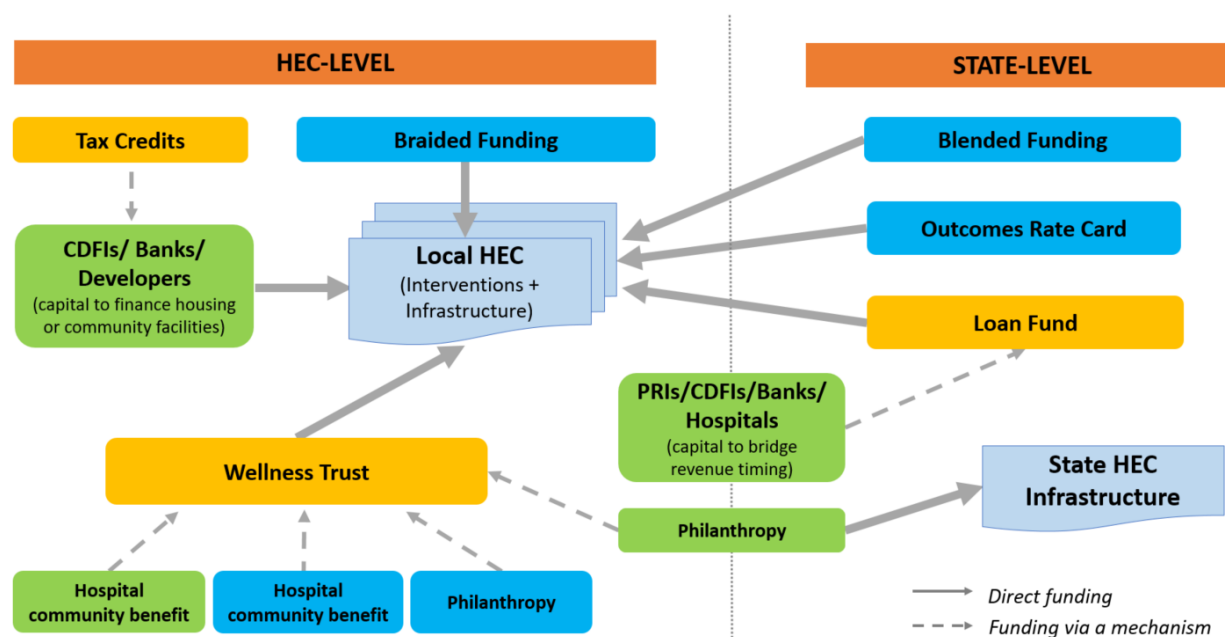 HEC-LEVEL
STATE-LEVEL
Tax Credits
Braided Funding
Blended Funding
CDFIs/ Banks/
Developers
(capital to finance housing
or community facilities)
Local HEC
(Interventions +
Infrastructure)
Outcomes Rate Card
Loan Fund
PRIs/CDFIs/Banks/
Hospitals
(capital to bridge
revenue timing)
Wellness Trust
State HEC
Infrastructure
Philanthropy
Hospital
community benefit
Hospital
community benefit
Philanthropy
Direct funding
Funding via a mechanism